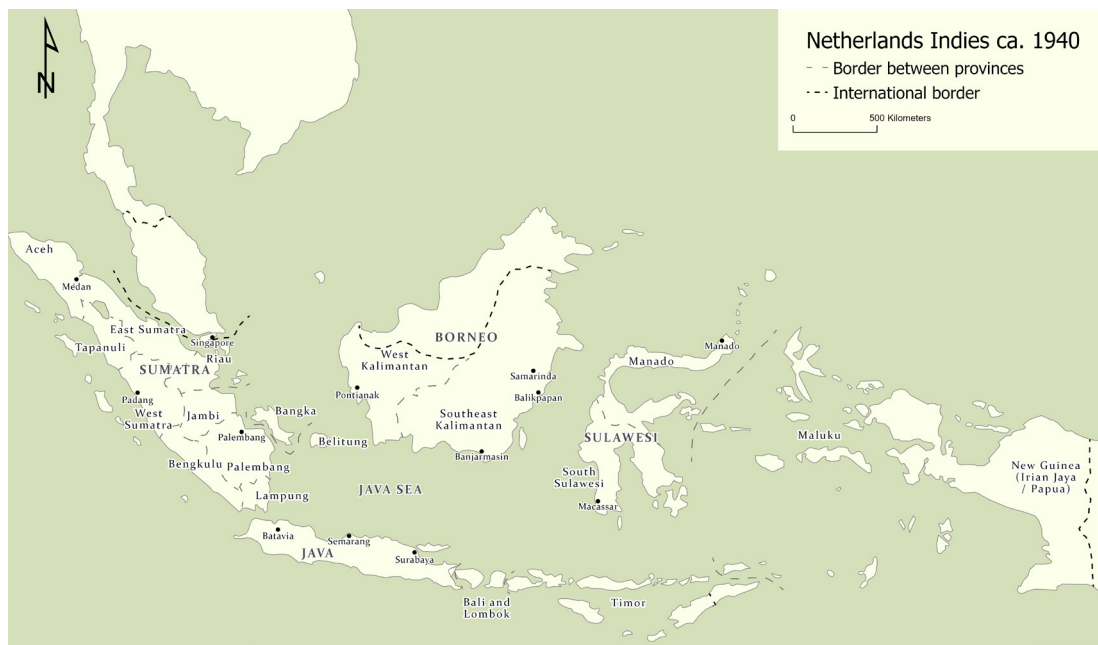 N
Netherlands Indies ca. 1940
Border between provinces
International border
0 500 Kilometers
Aceh
Medan
East Sumatra
Singapore
Tapanuli
Riau
SUMATRA
Padang
West
Sumatra
Jambi
Bangka
Palembang
Belitung
Bengkulu
Palembang
Lampung
BORNEO
West
Kalimantan
Pontianak
Samarinda
Balikpapan
Southeast
Kalimantan
Banjarmasin
Manado
Manado
SULAWESI
South
Sulawesi
Macassar
Maluku
New Guinea
(Irian Jaya
/ Papua)
JAVA SEA
Batavia
Semarang
JAVA
Surabaya
Bali and
Lombok
Timor